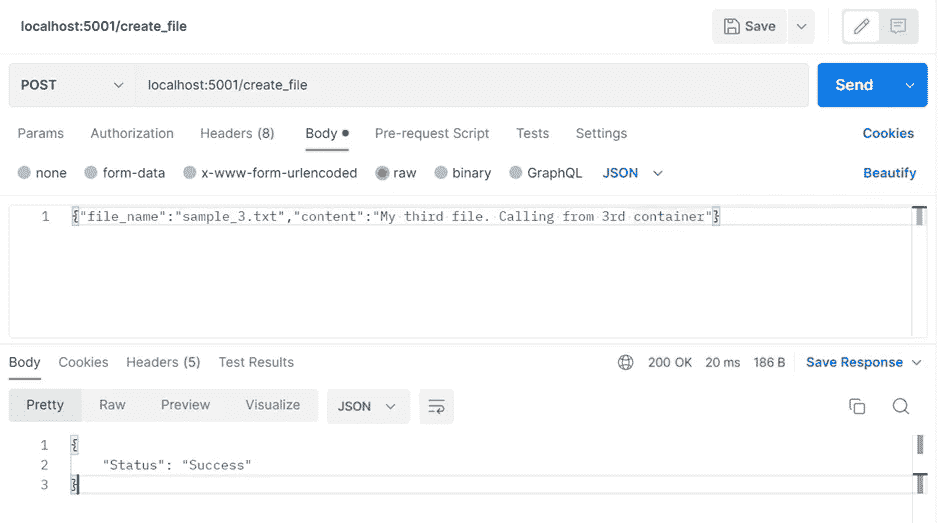 localhost:5001/create_file Save
POST localhost:5001/create_file Send
Params Authorization Headers (8) Body Pre-request Script Tests Settings Cookies
none form-data x-www-form-urlencoded raw binary GraphQL JSON Beautify
1 {"file_name":"sample_3.txt","content":"My third file. Calling from 3rd container"}
Body Cookies Headers (5) Test Results 200 OK 20 ms 186 B Save Response
Pretty Raw Preview Visualize JSON
1 {
2 "Status": "Success"
3 }